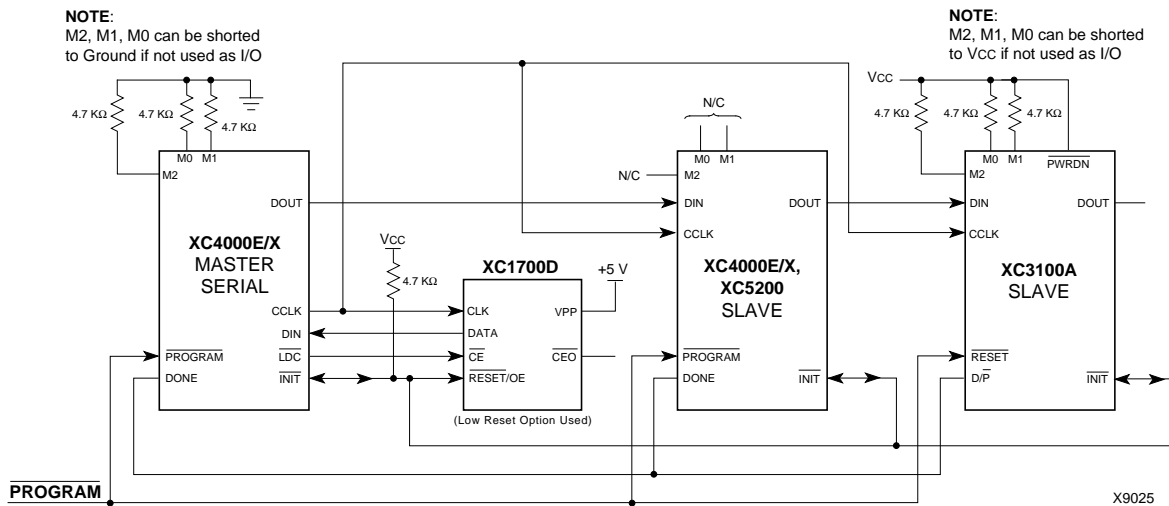 NOTE:
M2, M1, M0 can be shorted
to Ground if not used as I/O
NOTE:
M2, M1, M0 can be shorted
to VCC if not used as I/O
4.7 KΩ
4.7 KΩ
4.7 KΩ
M0 M1
M2
DOUT
XC4000E/X
MASTER
SERIAL
CCLK
DIN
PROGRAM
LDC
DONE
INIT
VCC
4.7 KΩ
XC1700D
+5 V
CLK
VPP
DATA
CE
CEO
RESET/OE
(Low Reset Option Used)
N/C
M0 M1
N/C
M2
DIN
DOUT
CCLK
XC4000E/X,
XC5200
SLAVE
PROGRAM
DONE
INIT
VCC
4.7 KΩ
4.7 KΩ
4.7 KΩ
M0 M1
PWRDN
M2
DIN
DOUT
CCLK
XC3100A
SLAVE
RESET
D/P
INIT
PROGRAM
X9025